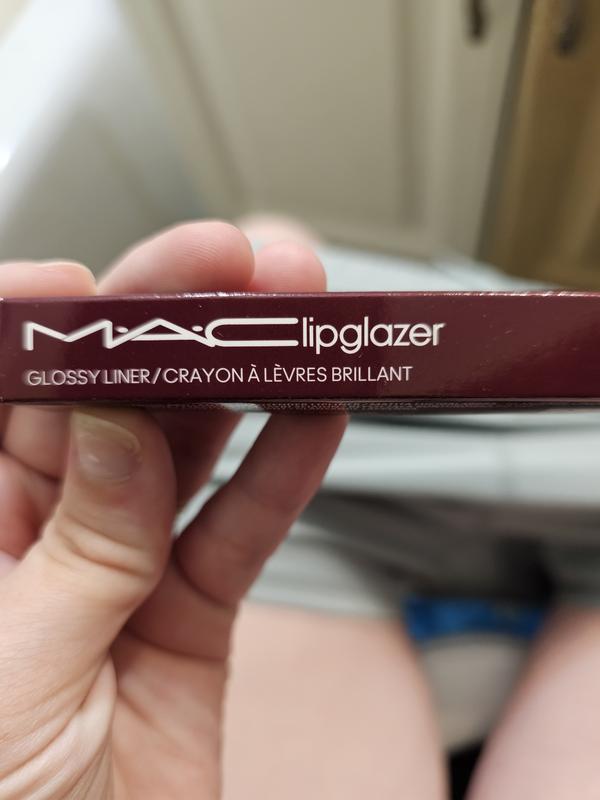 M·A·C lipglazer
GLOSSY LINER / CRAYON À LÈVRES BRILLANT